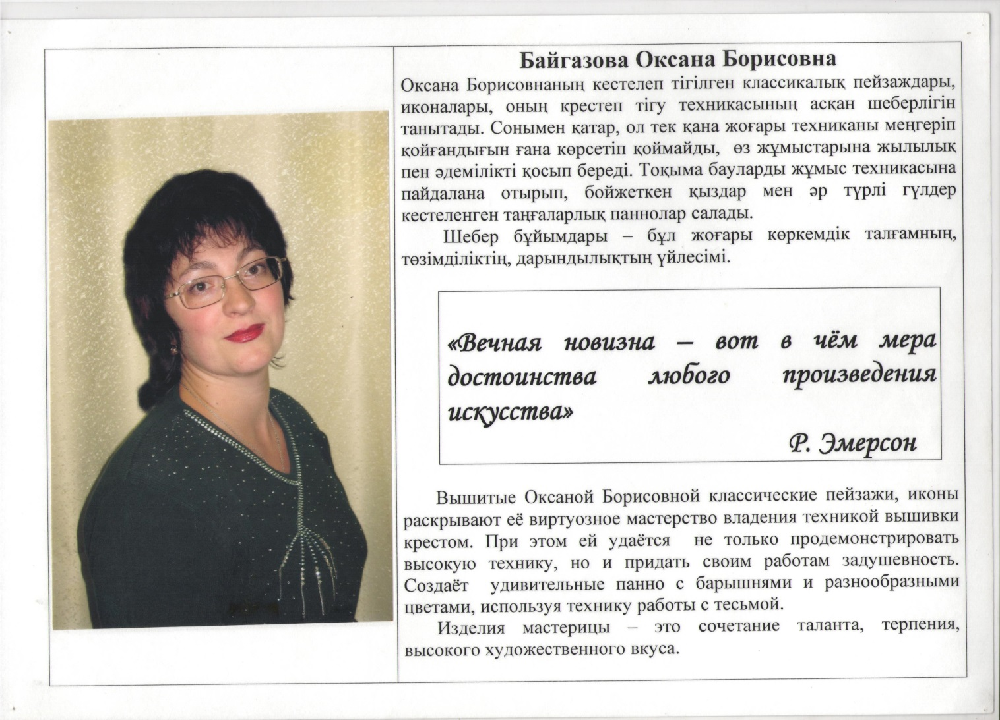 Байгазова Оксана Борисовна
Оксана Борисовнаның кестелеп тігілген классикалық пейзаждары,
иконалары, оның крестеп тігу техникасының асқан шеберлігін
танытады. Сонымен қатар, ол тек қана жоғары техниканы меңгеріп
қойғандығын ғана көрсетіп қоймайды, өз жұмыстарына жылылық
пен әдемілікті қосып береді. Тоқыма бауларды жұмыс техникасына
пайдалана отырып, бойжеткен қыздар мен әр түрлі гүлдер
кестеленген таңғаларлық паннолар салады.
Шебер бұйымдары – бұл жоғары көркемдік талғамның,
төзімділіктің, дарындылықтың үйлесімі.
«Вечная новизна – вот в чём мера
достоинства любого произведения
искусства»
Р. Эмерсон
Вышитые Оксаной Борисовной классические пейзажи, иконы
раскрывают её виртуозное мастерство владения техникой вышивки
крестом. При этом ей удаётся не только продемонстрировать
высокую технику, но и придать своим работам задушевность.
Создаёт удивительные панно с барышнями и разнообразными
цветами, используя технику работы с тесьмой.
Изделия мастерицы – это сочетание таланта, терпения,
высокого художественного вкуса.